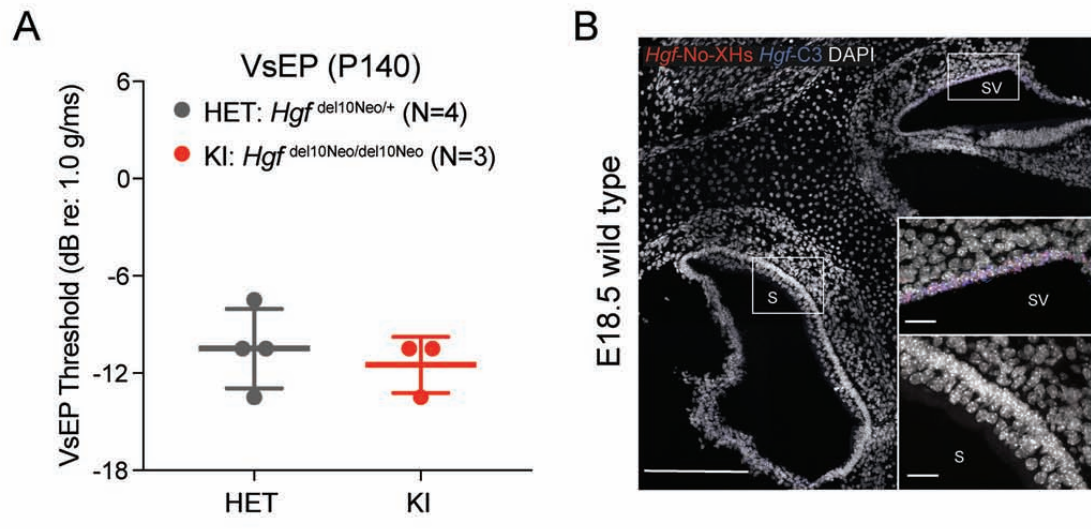 A
VsEP (P140)
HET: Hgf del10Neo/+ (N=4)
KI: Hgf del10Neo/del10Neo (N=3)
VsEP Threshold (dB re: 1.0 g/ms)
6
0
-6
-12
-18
HET
KI
B
Hgf-No-XHs Hgf-C3 DAPI
E18.5 wild type
SV
S
SV
S